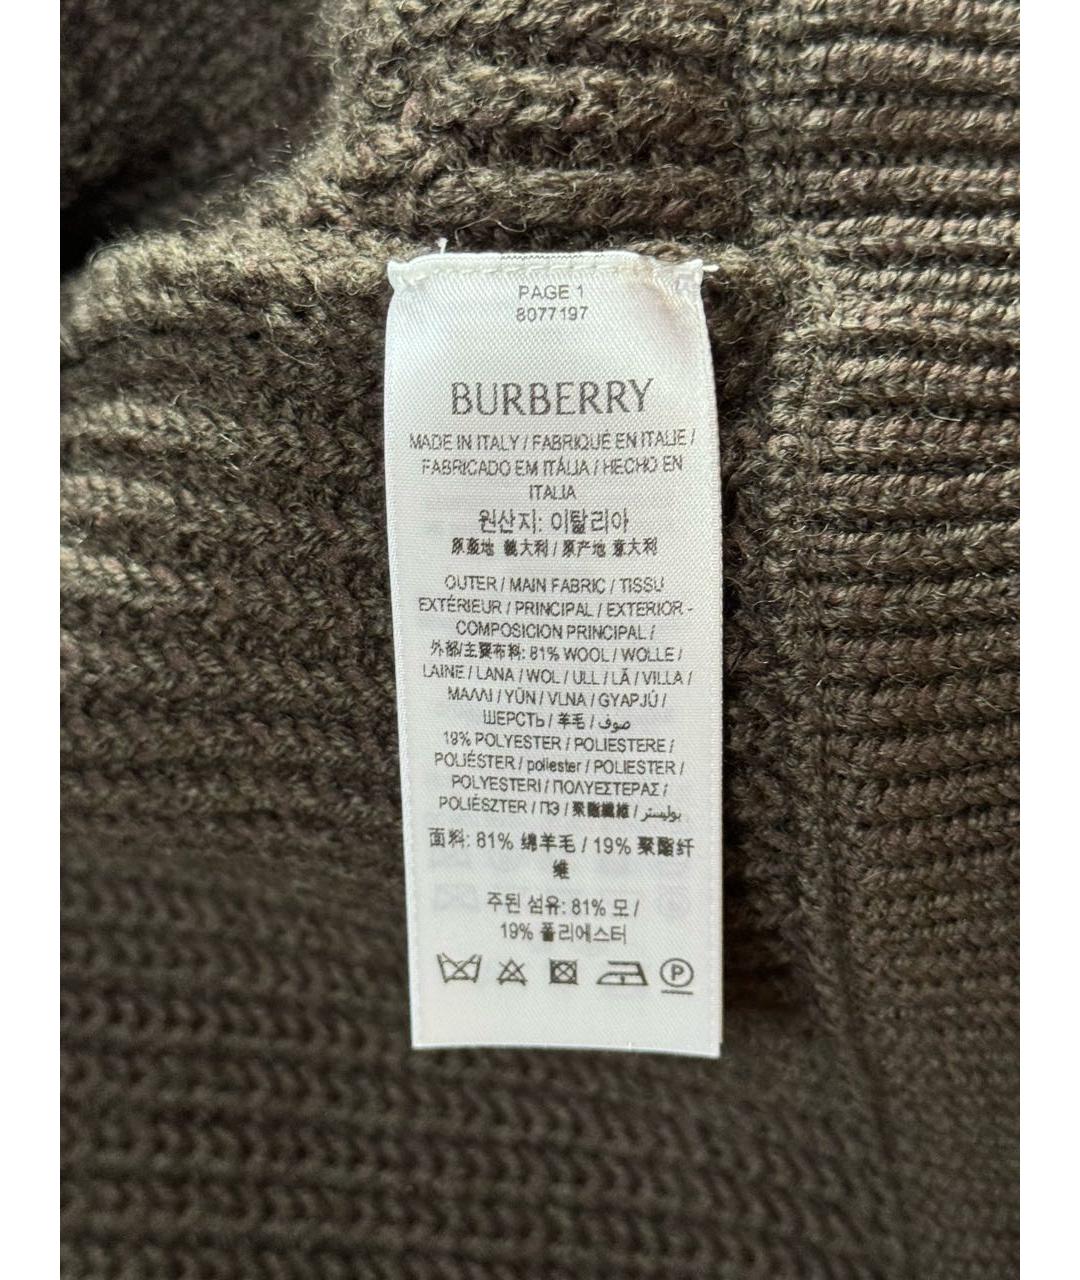 PAGE 1
8077197
BURBERRY
MADE IN ITALY / FABRIQUÉ EN ITALIE /
FABRICADO EM ITÁLIA / HECHO EN
ITALIA
원산지: 이탈리아
原產地 義大利 / 原产地 意大利
OUTER / MAIN FABRIC / TISSU
EXTÉRIEUR / PRINCIPAL / EXTERIOR -
COMPOSICION PRINCIPAL /
外部/主要布料: 81% WOOL / WOLLE /
LAINE / LANA / WOL / ULL / LÃ / VILLA /
ΜΑΛΛΙ / YÜN / VLNA / GYAPJÚ /
ШЕРСТЬ / 羊毛 / صوف
19% POLYESTER / POLIESTERE /
POLIÉSTER / poliester / POLIESTER /
POLYESTERI / ΠΟΛΥΕΣΤΕΡΑΣ /
POLIÉSZTER / ПЭ / 聚酯纖維 / بوليستر
面料: 81% 绵羊毛 / 19% 聚酯纤
维
주된 섬유: 81% 모 /
19% 폴리에스터
P